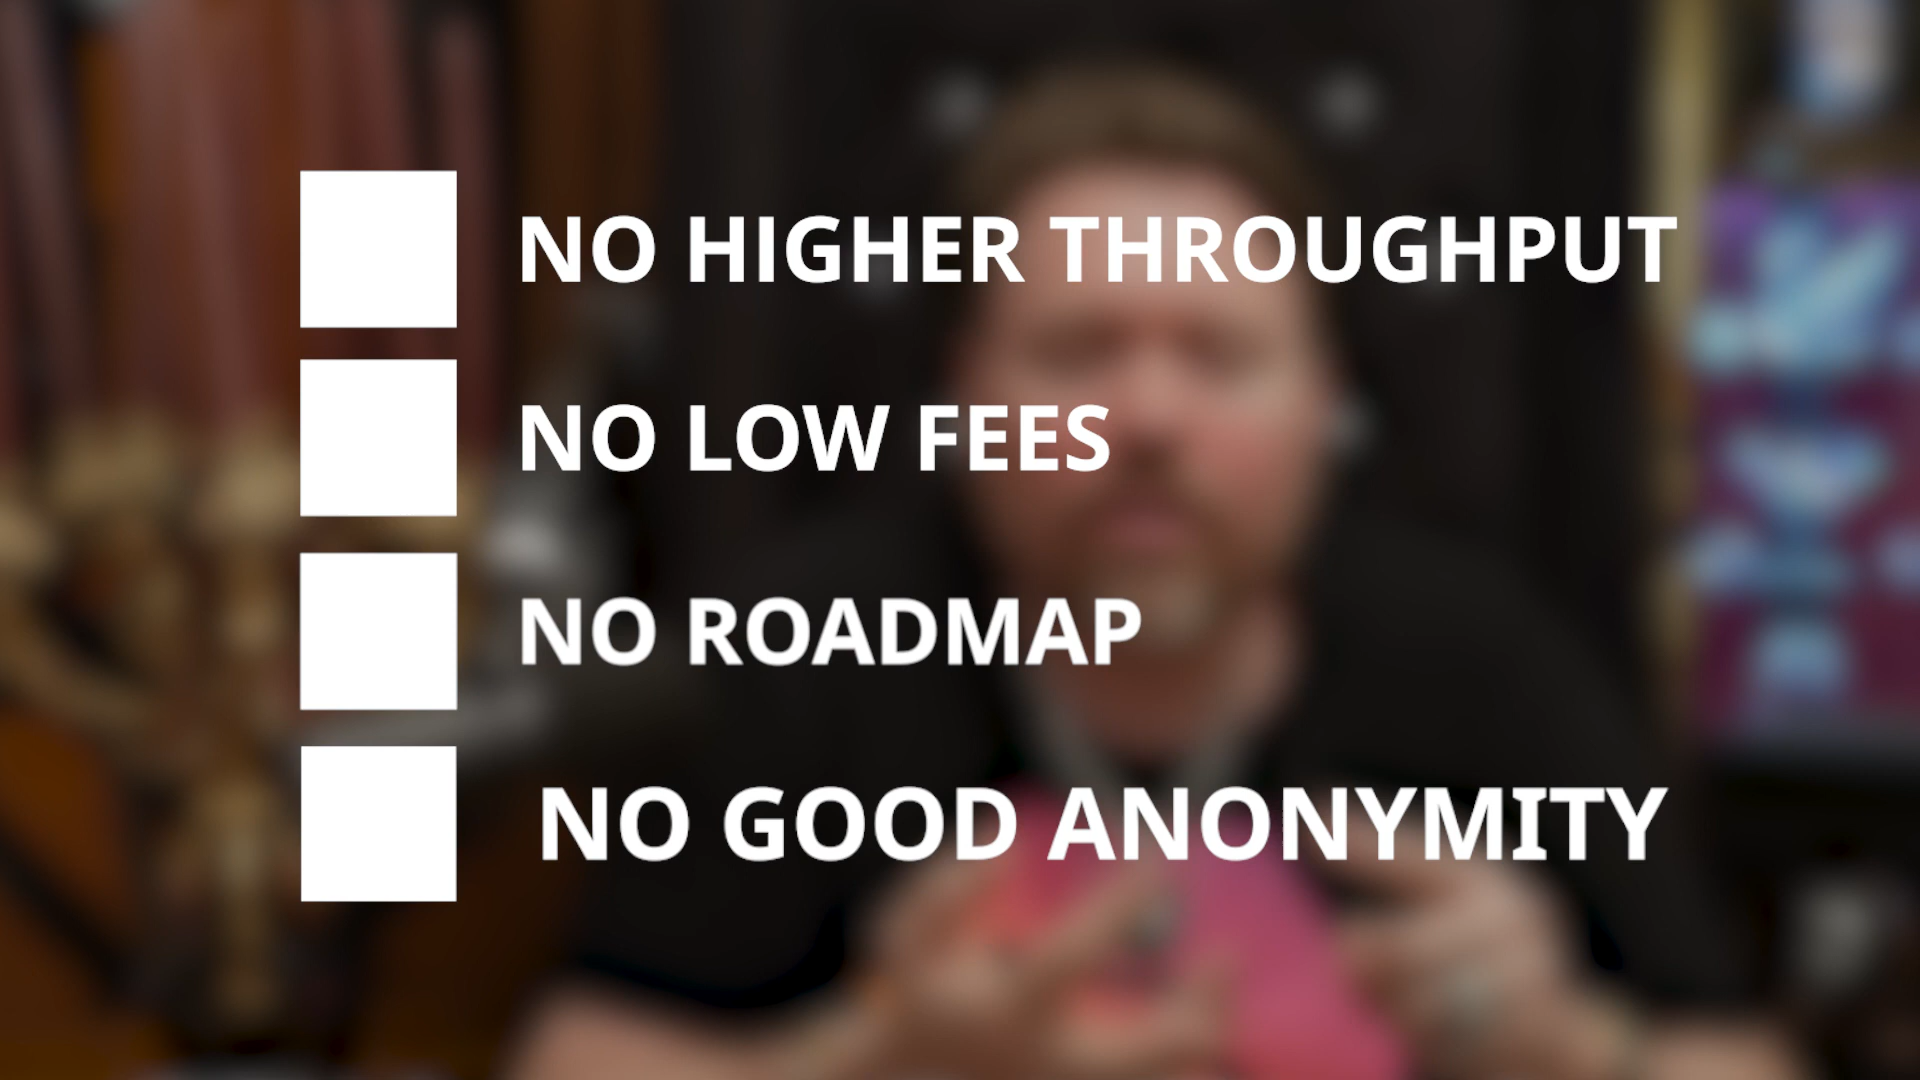 NO HIGHER THROUGHPUT
NO LOW FEES
NO ROADMAP
NO GOOD ANONYMITY